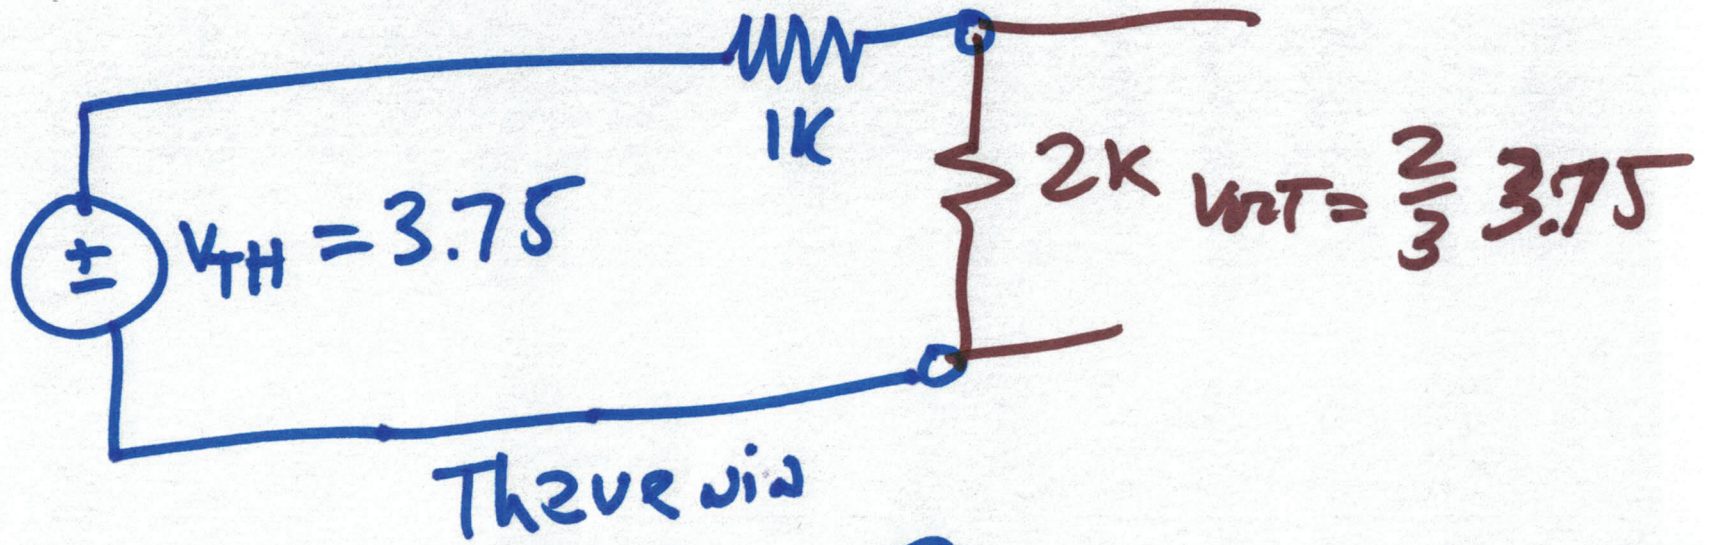 1K
2K
VOUT = 2/3 3.75
± VTH = 3.75
Thevenin